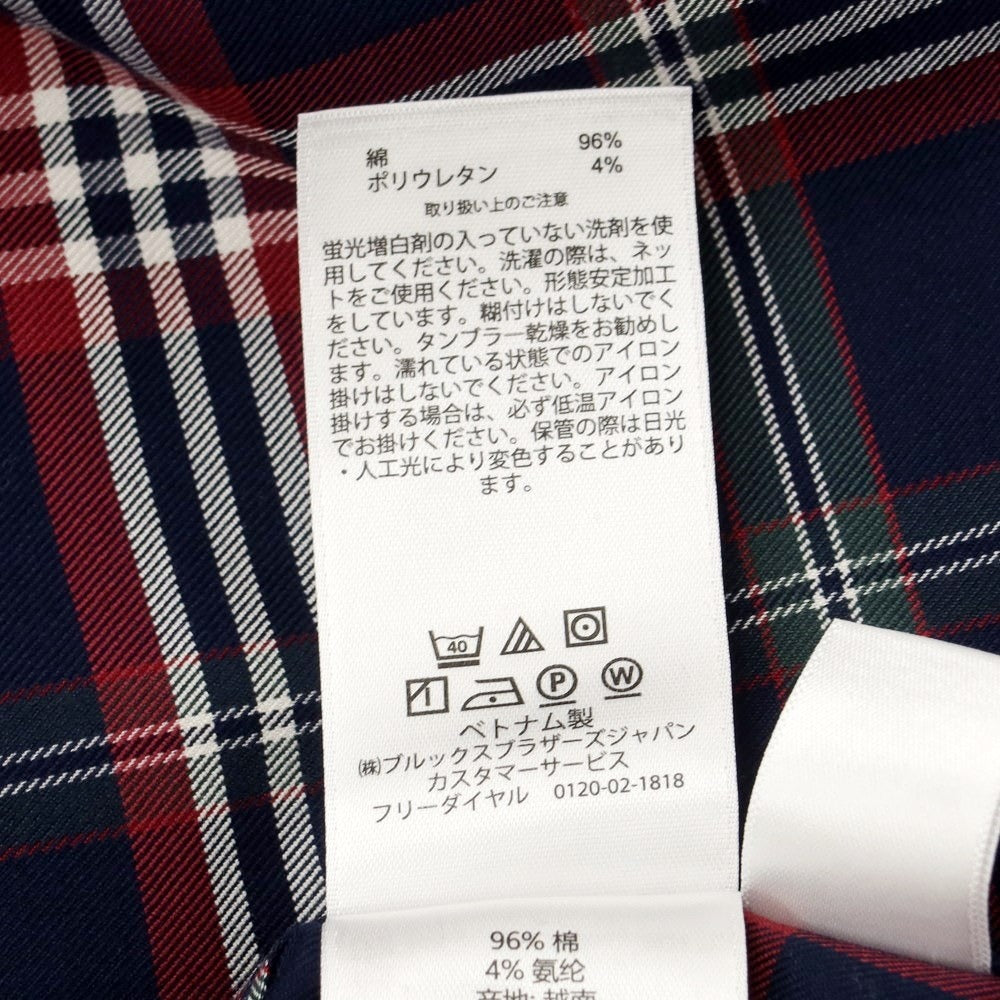 綿 96%
ポリウレタン 4%
取り扱い上のご注意
蛍光増白剤の入っていない洗剤を使
用してください。洗濯の際は、ネッ
トをご使用ください。形態安定加工
をしています。糊付けはしないでく
ださい。タンブラー乾燥をお勧めし
ます。濡れている状態でのアイロン
掛けはしないでください。アイロン
掛けする場合は、必ず低温アイロン
でお掛けください。保管の際は日光
・人工光により変色することがあり
ます。
40
P W
ベトナム製
㈱ブルックスブラザーズジャパン
カスタマーサービス
フリーダイヤル 0120-02-1818
96% 棉
4% 氨纶
产地: 越南